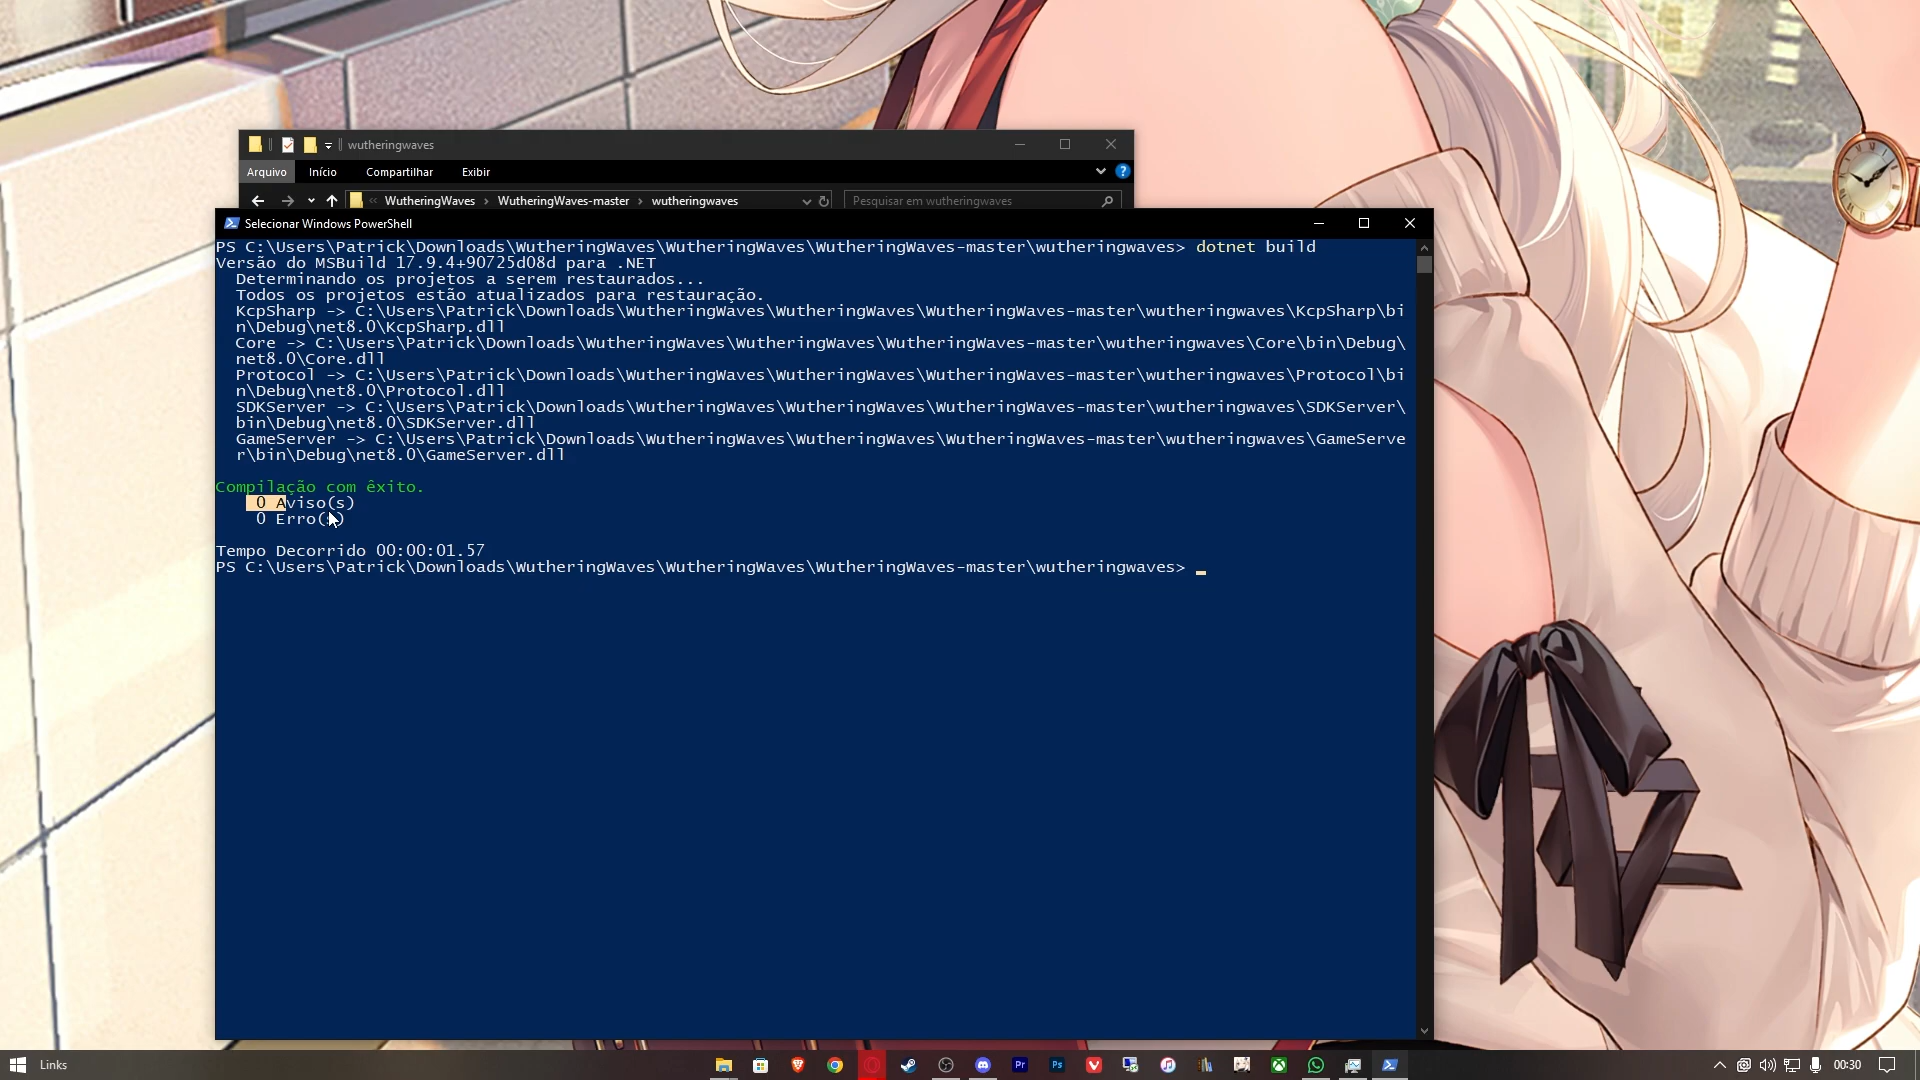 wutheringwaves
Arquivo Início Compartilhar Exibir
WutheringWaves › WutheringWaves-master › wutheringwaves Pesquisar em wutheringwaves
Selecionar Windows PowerShell
PS C:\Users\Patrick\Downloads\WutheringWaves\WutheringWaves\WutheringWaves-master\wutheringwaves> dotnet build
Versão do MSBuild 17.9.4+90725d08d para .NET
Determinando os projetos a serem restaurados...
Todos os projetos estão atualizados para restauração.
KcpSharp -> C:\Users\Patrick\Downloads\WutheringWaves\WutheringWaves\WutheringWaves-master\wutheringwaves\KcpSharp\bi
n\Debug\net8.0\KcpSharp.dll
Core -> C:\Users\Patrick\Downloads\WutheringWaves\WutheringWaves\WutheringWaves-master\wutheringwaves\Core\bin\Debug\
net8.0\Core.dll
Protocol -> C:\Users\Patrick\Downloads\WutheringWaves\WutheringWaves\WutheringWaves-master\wutheringwaves\Protocol\bi
n\Debug\net8.0\Protocol.dll
SDKServer -> C:\Users\Patrick\Downloads\WutheringWaves\WutheringWaves\WutheringWaves-master\wutheringwaves\SDKServer\
bin\Debug\net8.0\SDKServer.dll
GameServer -> C:\Users\Patrick\Downloads\WutheringWaves\WutheringWaves\WutheringWaves-master\wutheringwaves\GameServe
r\bin\Debug\net8.0\GameServer.dll
Compilação com êxito.
0 Aviso(s)
0 Erro(s)
Tempo Decorrido 00:00:01.57
PS C:\Users\Patrick\Downloads\WutheringWaves\WutheringWaves\WutheringWaves-master\wutheringwaves>
Links Pr Ps 00:30